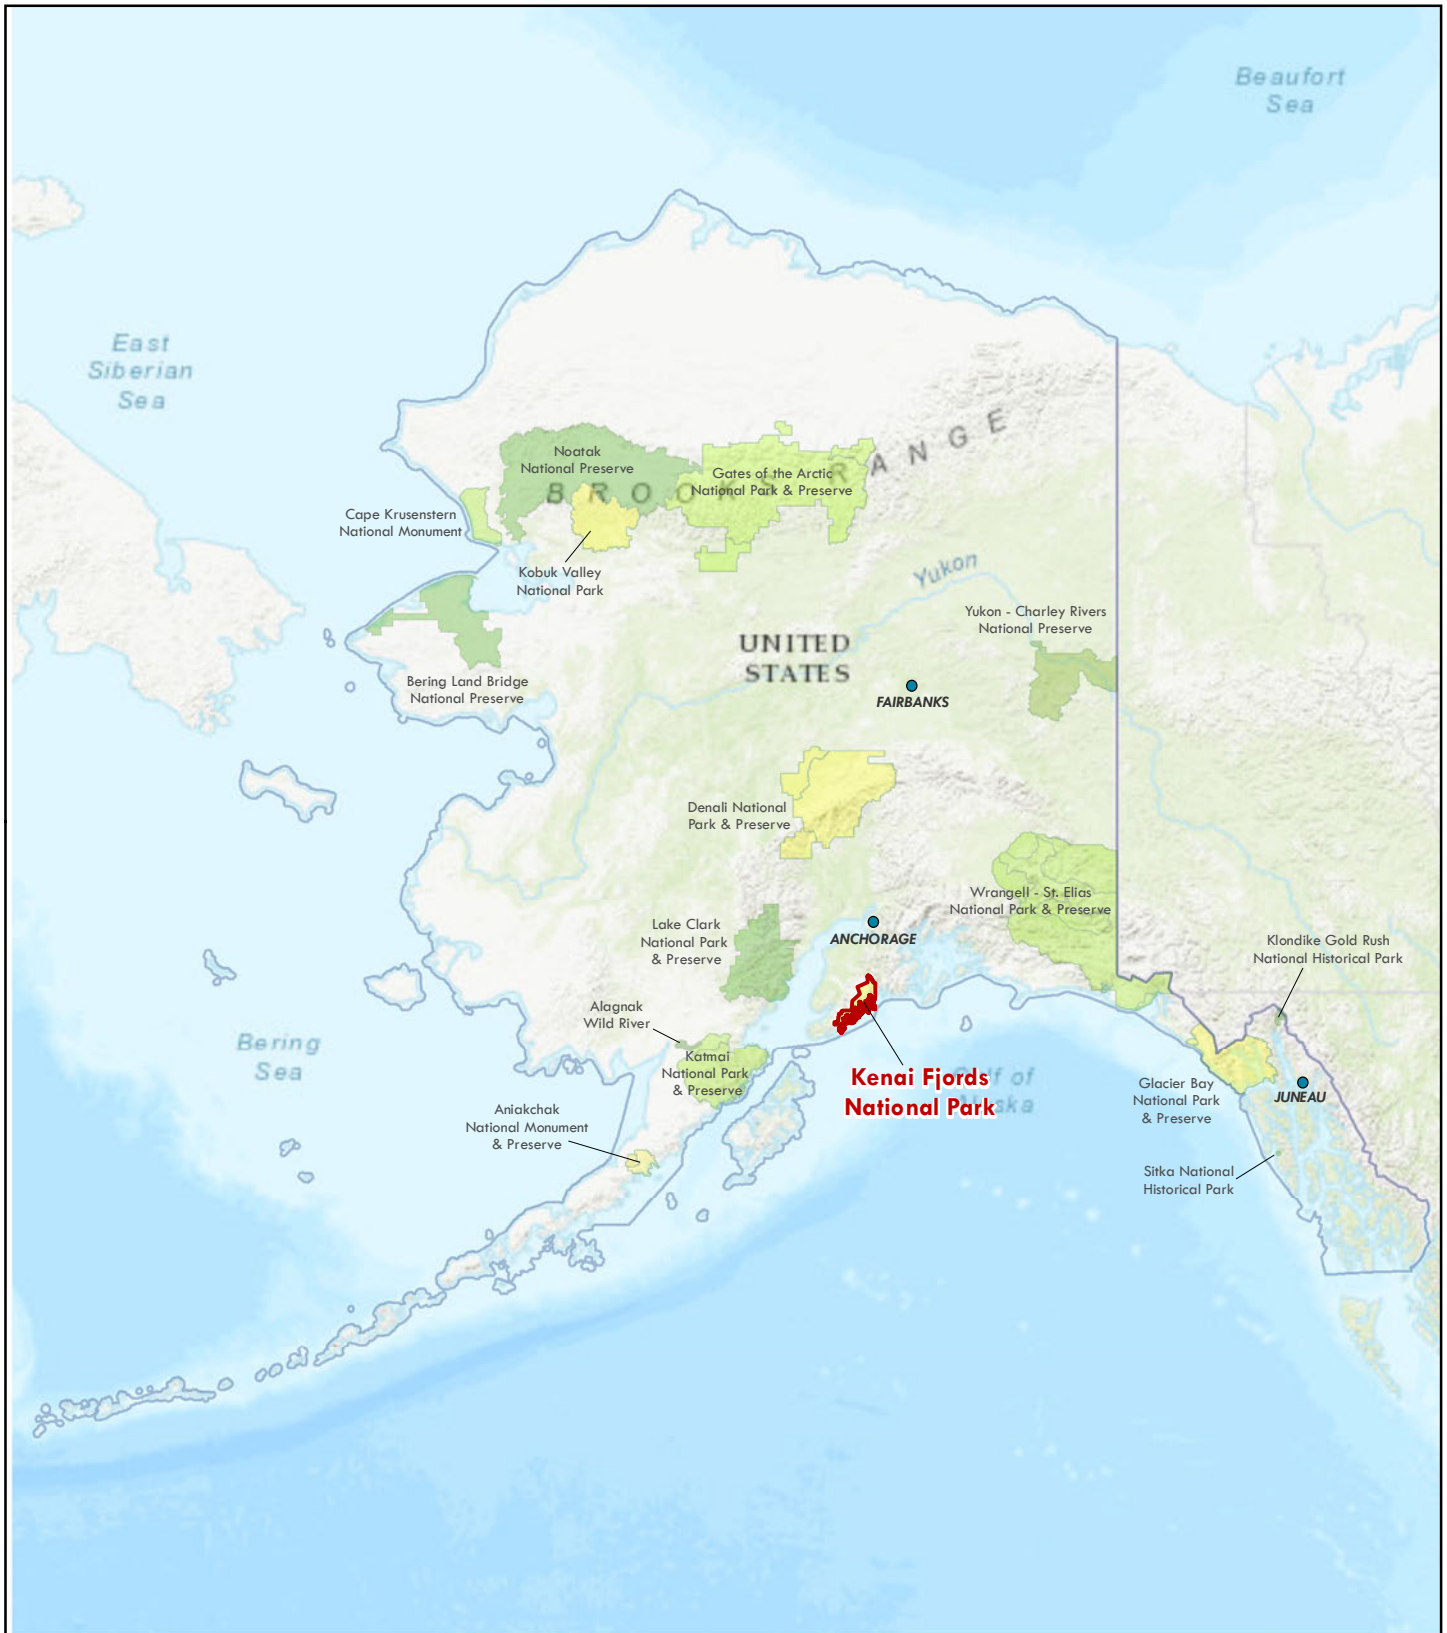 Beaufort
Sea
East
Siberian
Sea
Noatak
National Preserve
Gates of the Arctic
National Park & Preserve
BROOKS RANGE
Cape Krusenstern
National Monument
Kobuk Valley
National Park
Yukon
Yukon - Charley Rivers
National Preserve
UNITED
STATES
Bering Land Bridge
National Preserve
FAIRBANKS
Denali National
Park & Preserve
Wrangell - St. Elias
National Park & Preserve
Lake Clark
National Park
& Preserve
ANCHORAGE
Klondike Gold Rush
National Historical Park
Alagnak
Wild River
Bering
Sea
Katmai
National Park
& Preserve
Kenai Fjords
National Park
Gulf of
Alaska
Glacier Bay
National Park
& Preserve
JUNEAU
Aniakchak
National Monument
& Preserve
Sitka National
Historical Park